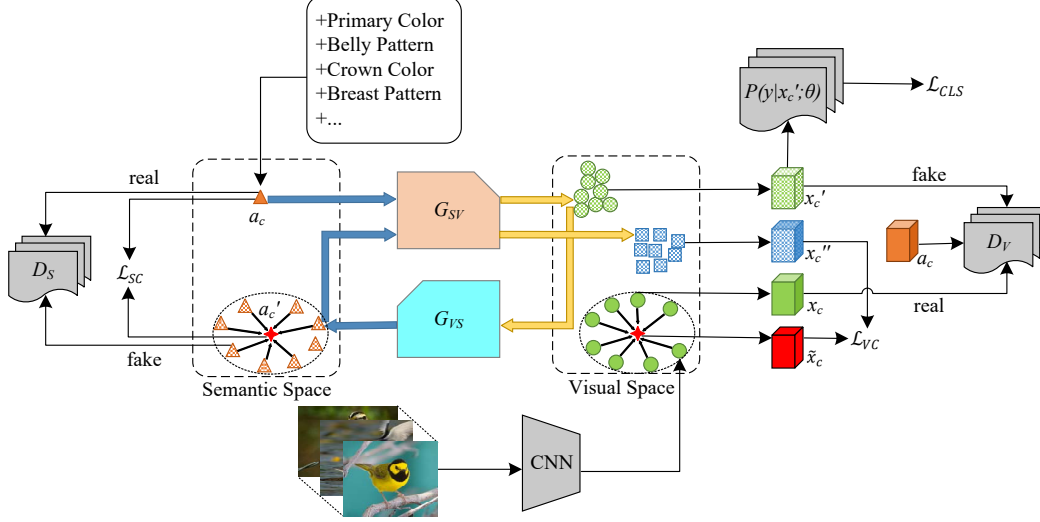 +Primary Color
+Belly Pattern
+Crown Color
+Breast Pattern
+...
P(y|x_c';θ)
ℒ_CLS
real
a_c
G_SV
x_c'
fake
D_S
ℒ_SC
x_c''
a_c
D_V
a_c'
G_VS
x_c
real
ℒ_VC
fake
x̃_c
Semantic Space
Visual Space
CNN